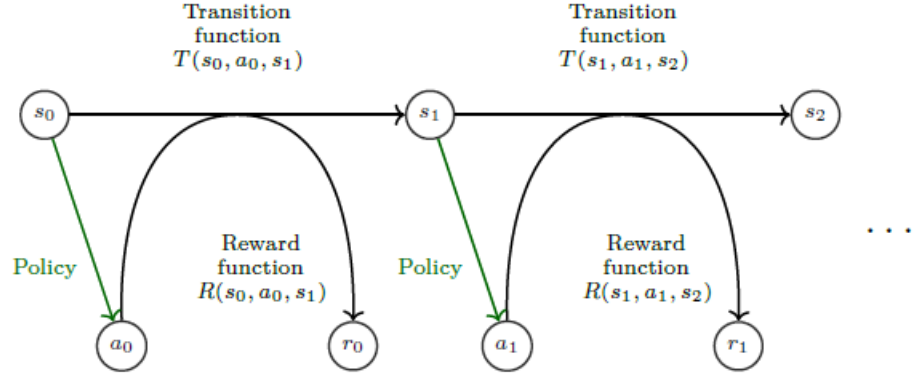 Transition
function
T(s₀, a₀, s₁)
Transition
function
T(s₁, a₁, s₂)
s₀
s₁
s₂
Policy
Reward
function
R(s₀, a₀, s₁)
Policy
Reward
function
R(s₁, a₁, s₂)
· · ·
a₀
r₀
a₁
r₁